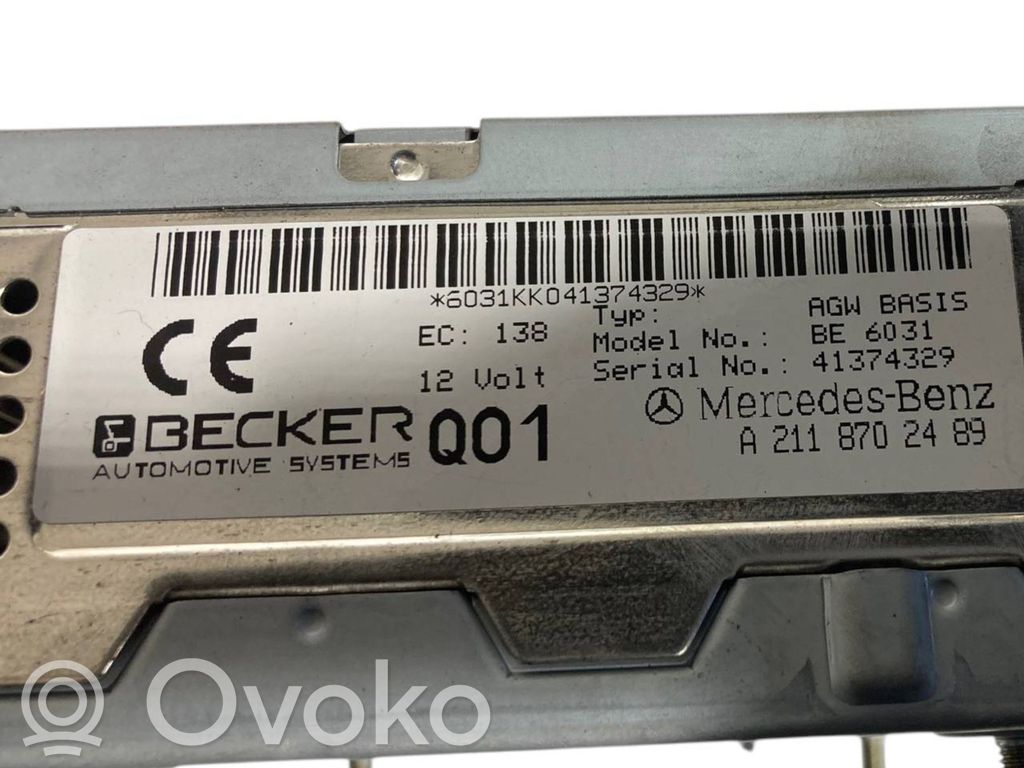 *6031KK041374329*
CE
EC: 138
12 Volt
Typ: AGW BASIS
Model No.: BE 6031
Serial No.: 41374329
BECKER
AUTOMOTIVE SYSTEMS
Q01
Mercedes-Benz
A 211 870 24 89
Ovoko